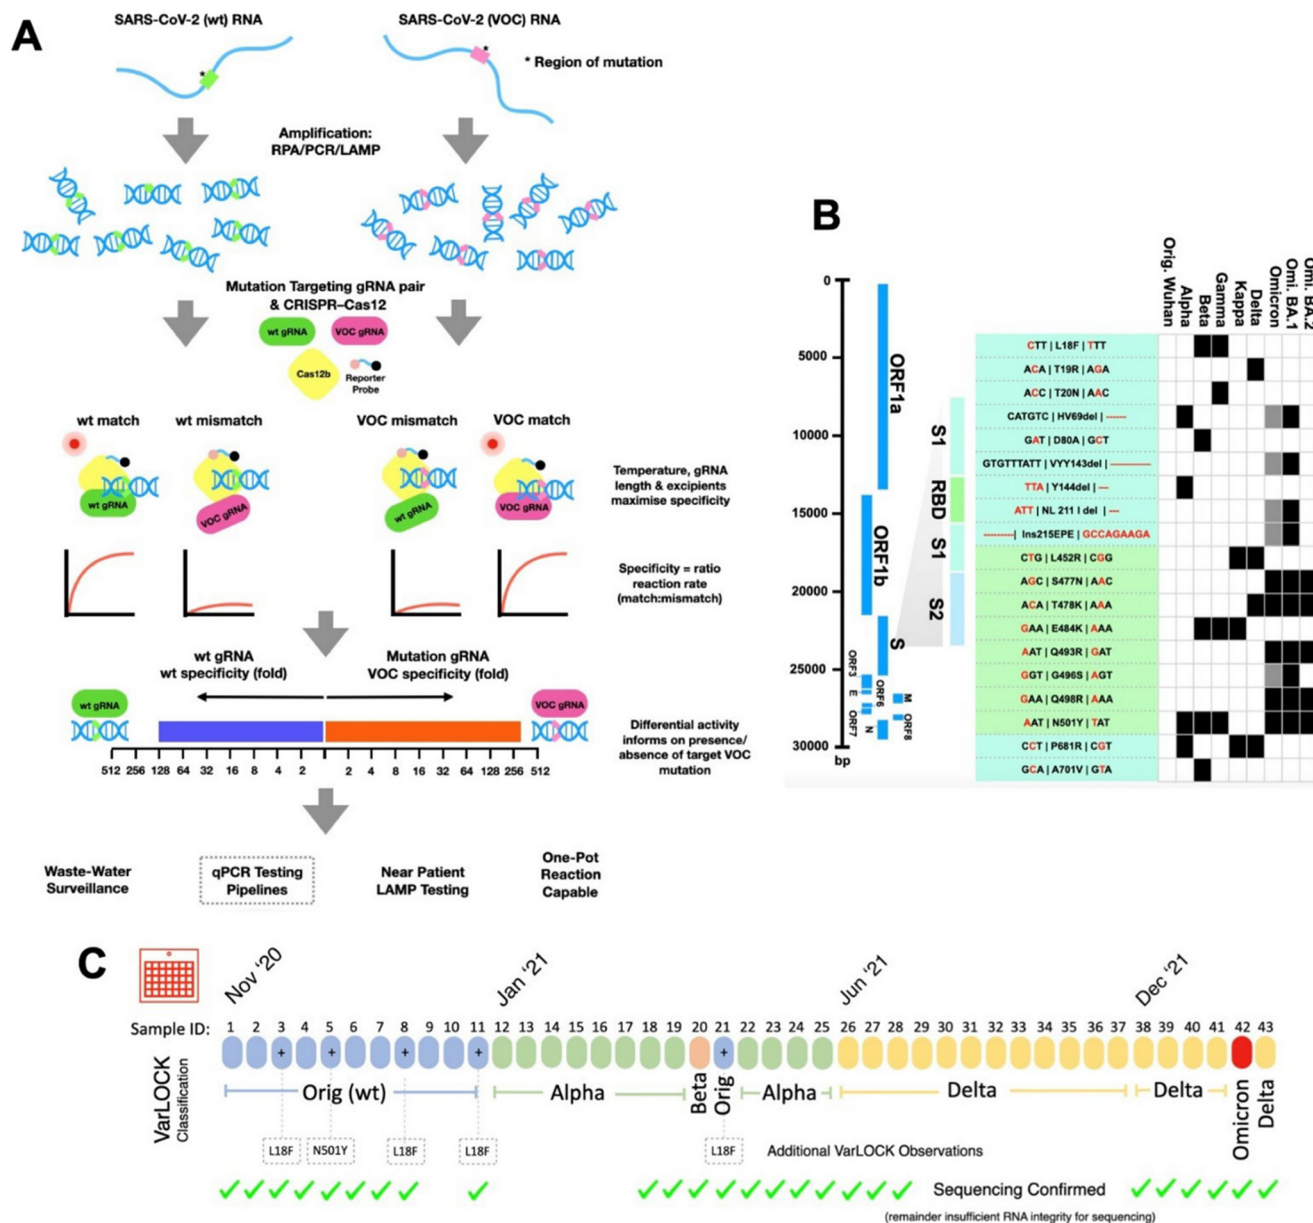 A
SARS-CoV-2 (wt) RNA
SARS-CoV-2 (VOC) RNA
*
*
* Region of mutation
Amplification:
RPA/PCR/LAMP
Mutation Targeting gRNA pair
& CRISPR–Cas12
wt gRNA
VOC gRNA
Cas12b
Reporter
Probe
wt match
wt mismatch
VOC mismatch
VOC match
wt gRNA
VOC gRNA
wt gRNA
VOC gRNA
Temperature, gRNA
length & excipients
maximise specificity
Specificity = ratio
reaction rate
(match:mismatch)
wt gRNA
wt specificity (fold)
Mutation gRNA
VOC specificity (fold)
wt gRNA
VOC gRNA
Differential activity
informs on presence/
absence of target VOC
mutation
512 256 128 64 32 16 8 4 2 2 4 8 16 32 64 128 256 512
Waste-Water
Surveillance
qPCR Testing
Pipelines
Near Patient
LAMP Testing
One-Pot
Reaction
Capable
B
Orig. Wuhan
Alpha
Beta
Gamma
Kappa
Delta
Omicron
Omi. BA.1
Omi. BA.2
0
5000
10000
15000
20000
25000
30000
bp
ORF1a
ORF1b
S
ORF3
E
ORF6
M
ORF7
N
ORF8
S1
RBD
S1
S2
CTT | L18F | TTT
ACA | T19R | AGA
ACC | T20N | AAC
CATGTC | HV69del | ------
GAT | D80A | GCT
GTGTTTATT | VYY143del | ---------
TTA | Y144del | ---
ATT | NL 211 I del | ---
---------| Ins215EPE | GCCAGAAGA
CTG | L452R | CGG
AGC | S477N | AAC
ACA | T478K | AAA
GAA | E484K | AAA
AAT | Q493R | GAT
GGT | G496S | AGT
GAA | Q498R | AAA
AAT | N501Y | TAT
CCT | P681R | CGT
GCA | A701V | GTA
C
Nov '20
Jan '21
Jun '21
Dec '21
Sample ID: 1 2 3 4 5 6 7 8 9 10 11 12 13 14 15 16 17 18 19 20 21 22 23 24 25 26 27 28 29 30 31 32 33 34 35 36 37 38 39 40 41 42 43
+ + + + +
VarLOCK
Classification
Orig (wt)
Alpha
Beta
Orig
Alpha
Delta
Delta
Omicron
Delta
L18F
N501Y
L18F
L18F
L18F
Additional VarLOCK Observations
Sequencing Confirmed
(remainder insufficient RNA integrity for sequencing)